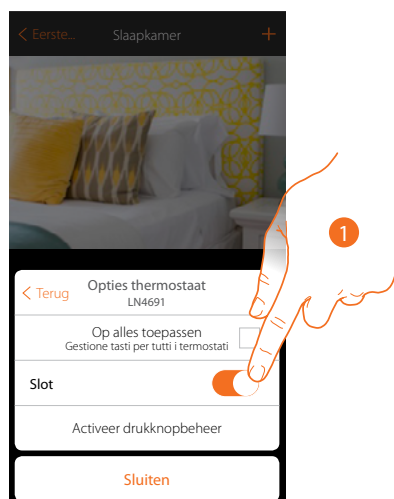 < Eerste... Slaapkamer +
1
< Terug Opties thermostaat
LN4691
Op alles toepassen
Gestione tasti per tutti i termostati
Slot
Activeer drukknopbeheer
Sluiten